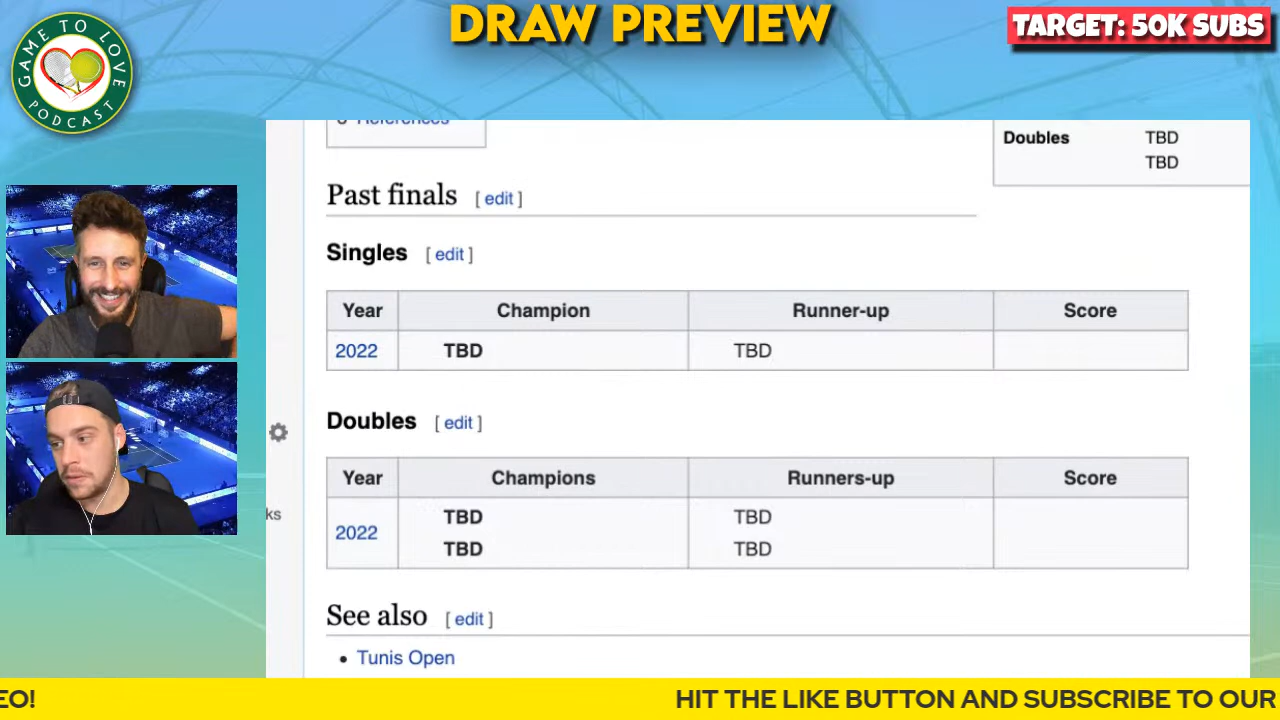 DRAW PREVIEW
TARGET: 50K SUBS
GAME TO LOVE
PODCAST
References
Doubles TBD
TBD
Past finals [ edit ]
Singles [ edit ]
Year Champion Runner-up Score
2022 TBD TBD
Doubles [ edit ]
Year Champions Runners-up Score
2022 TBD TBD
TBD TBD
ks
See also [ edit ]
• Tunis Open
EO! HIT THE LIKE BUTTON AND SUBSCRIBE TO OUR